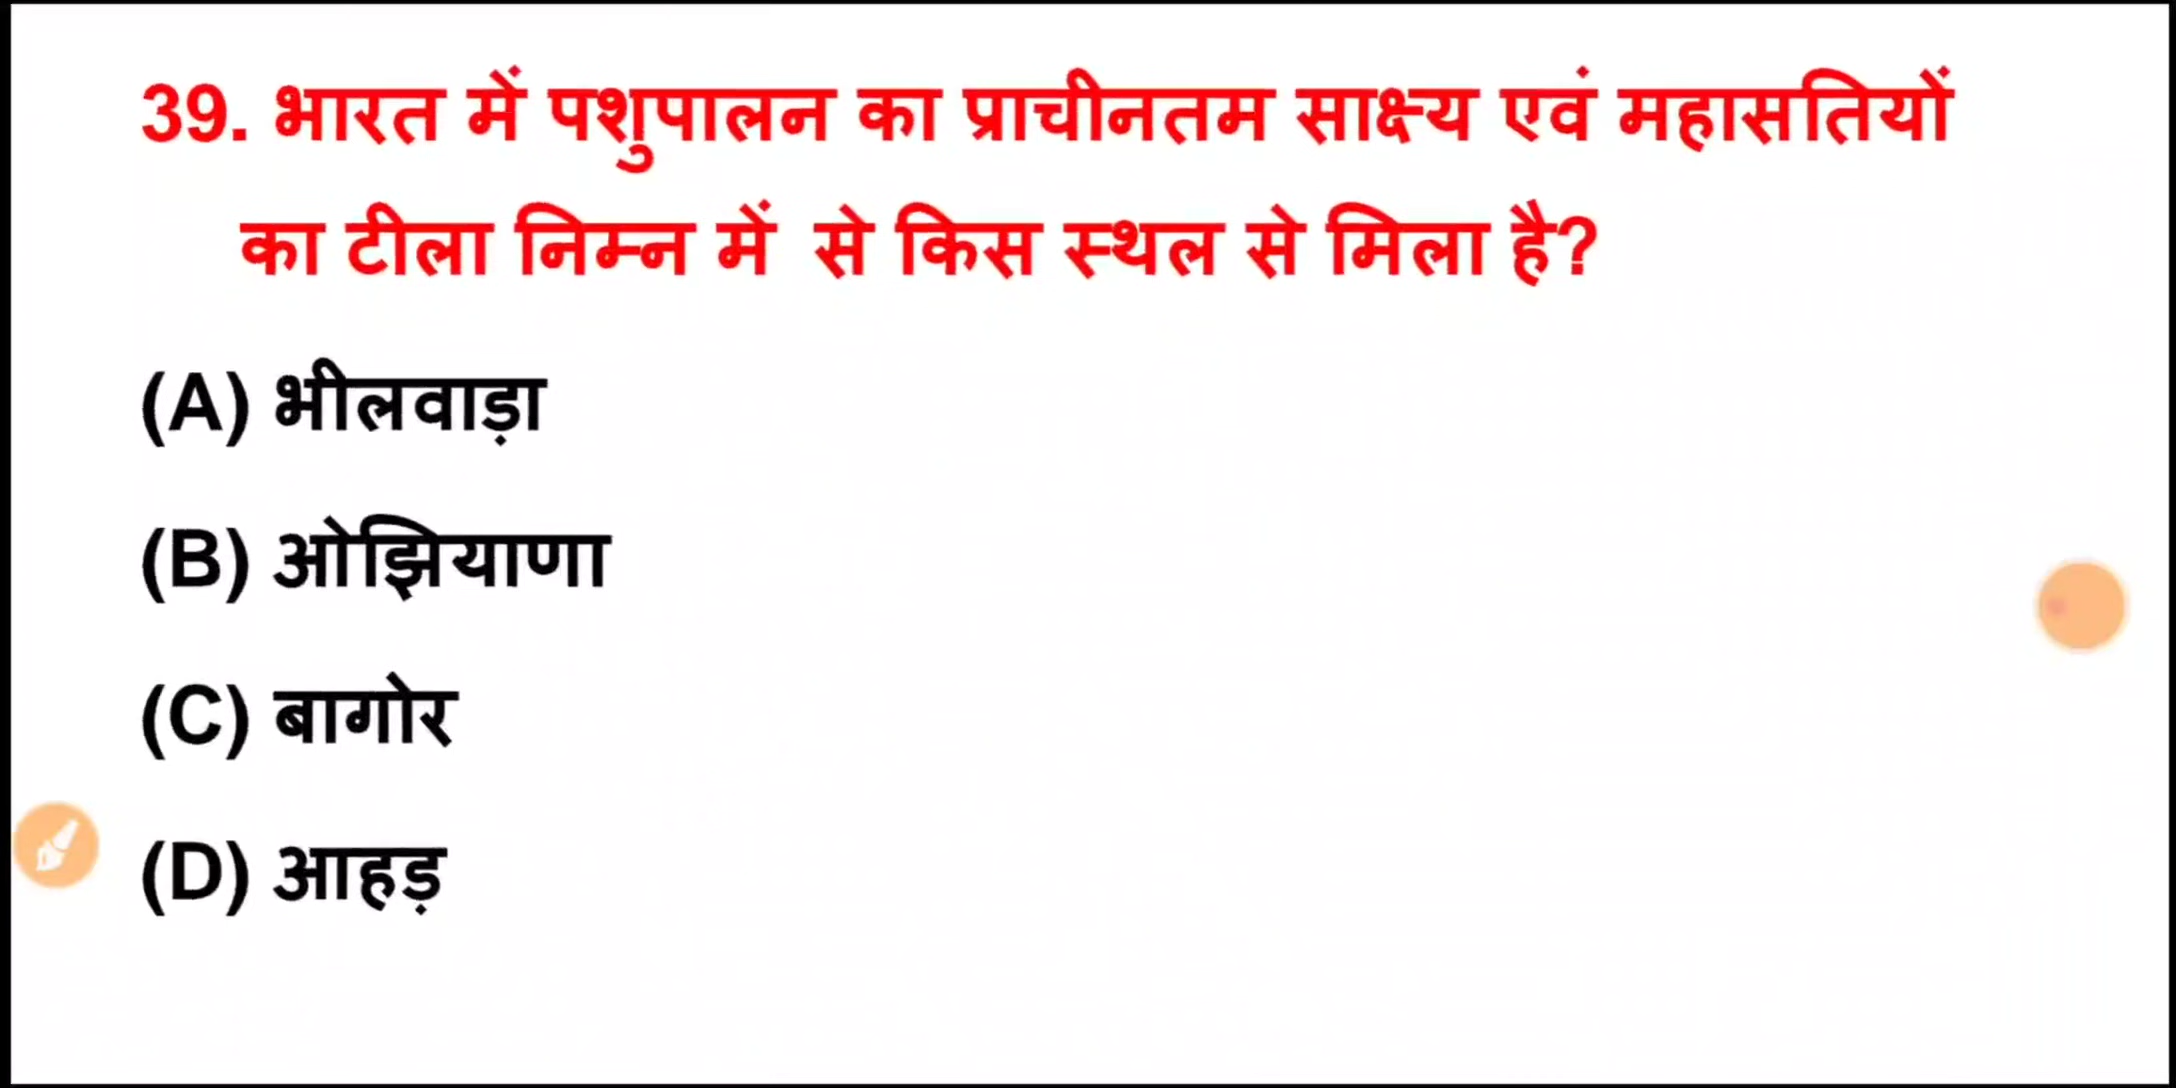 39. भारत में पशुपालन का प्राचीनतम साक्ष्य एवं महासतियों
का टीला निम्न में से किस स्थल से मिला है?
(A) भीलवाड़ा
(B) ओझियाणा
(C) बागोर
(D) आहड़